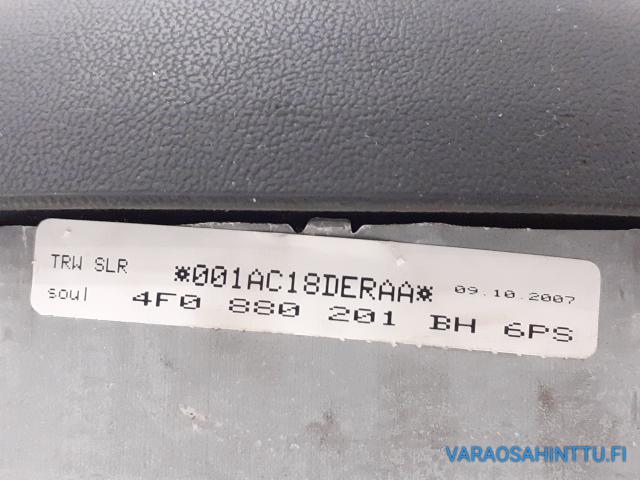 TRW SLR *001AC18DERAA* 09.10.2007
soul 4F0 880 201 BH 6PS
VARAOSAHINTTU.FI